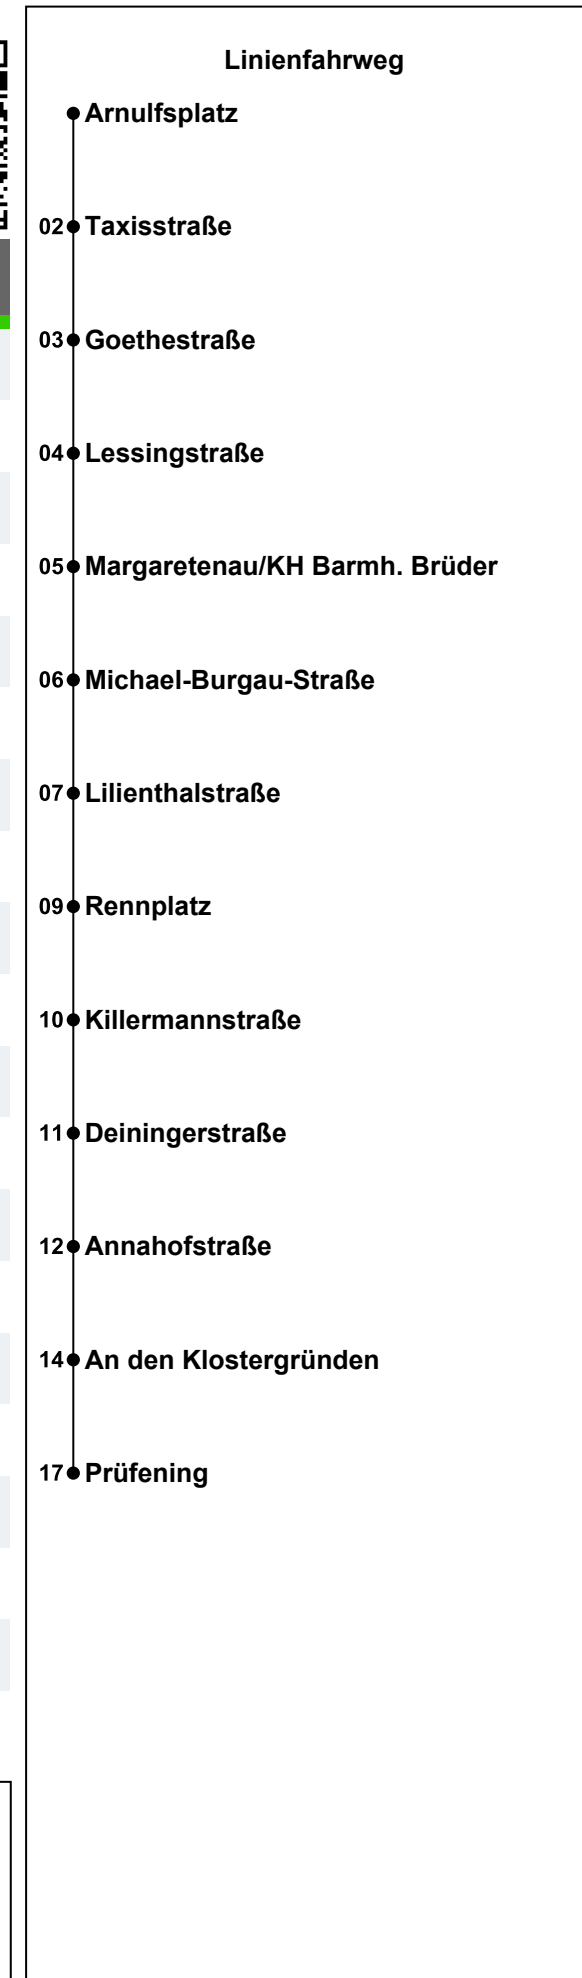 Linienfahrweg
Arnulfsplatz
02 Taxisstraße
03 Goethestraße
04 Lessingstraße
05 Margaretenau/KH Barmh. Brüder
06 Michael-Burgau-Straße
07 Lilienthalstraße
09 Rennplatz
10 Killermannstraße
11 Deiningerstraße
12 Annahofstraße
14 An den Klostergründen
17 Prüfening